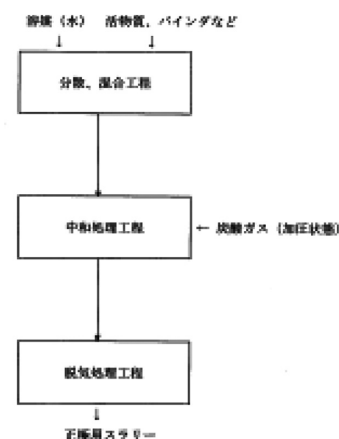 溶媒（水） 活物質、バインダなど
↓ ↓
分散、混合工程
中和処理工程 ← 炭酸ガス（加圧状態）
脱気処理工程
↓
正極用スラリー